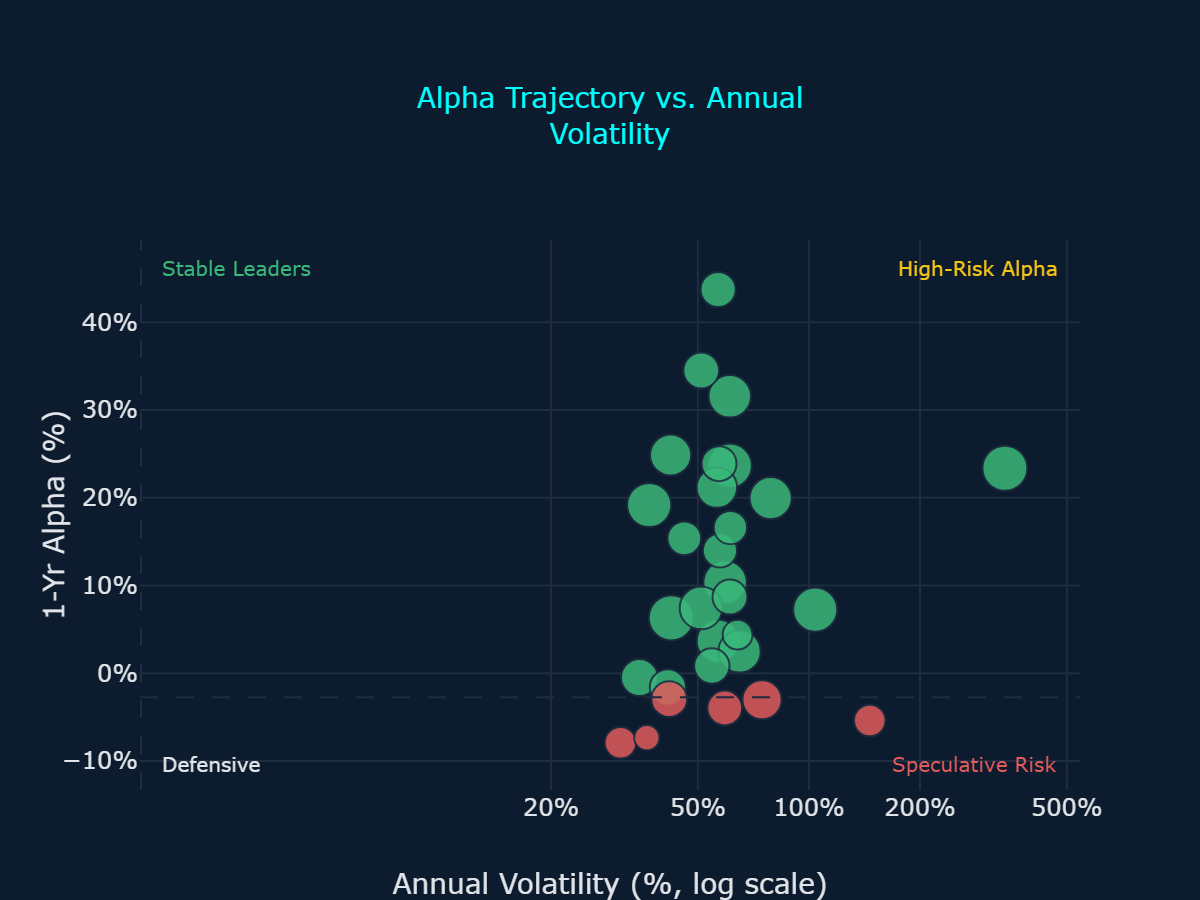 Alpha Trajectory vs. Annual
Volatility
Stable Leaders
High-Risk Alpha
40%
30%
20%
10%
0%
−10%
1-Yr Alpha (%)
Defensive
Speculative Risk
20%
50%
100%
200%
500%
Annual Volatility (%, log scale)